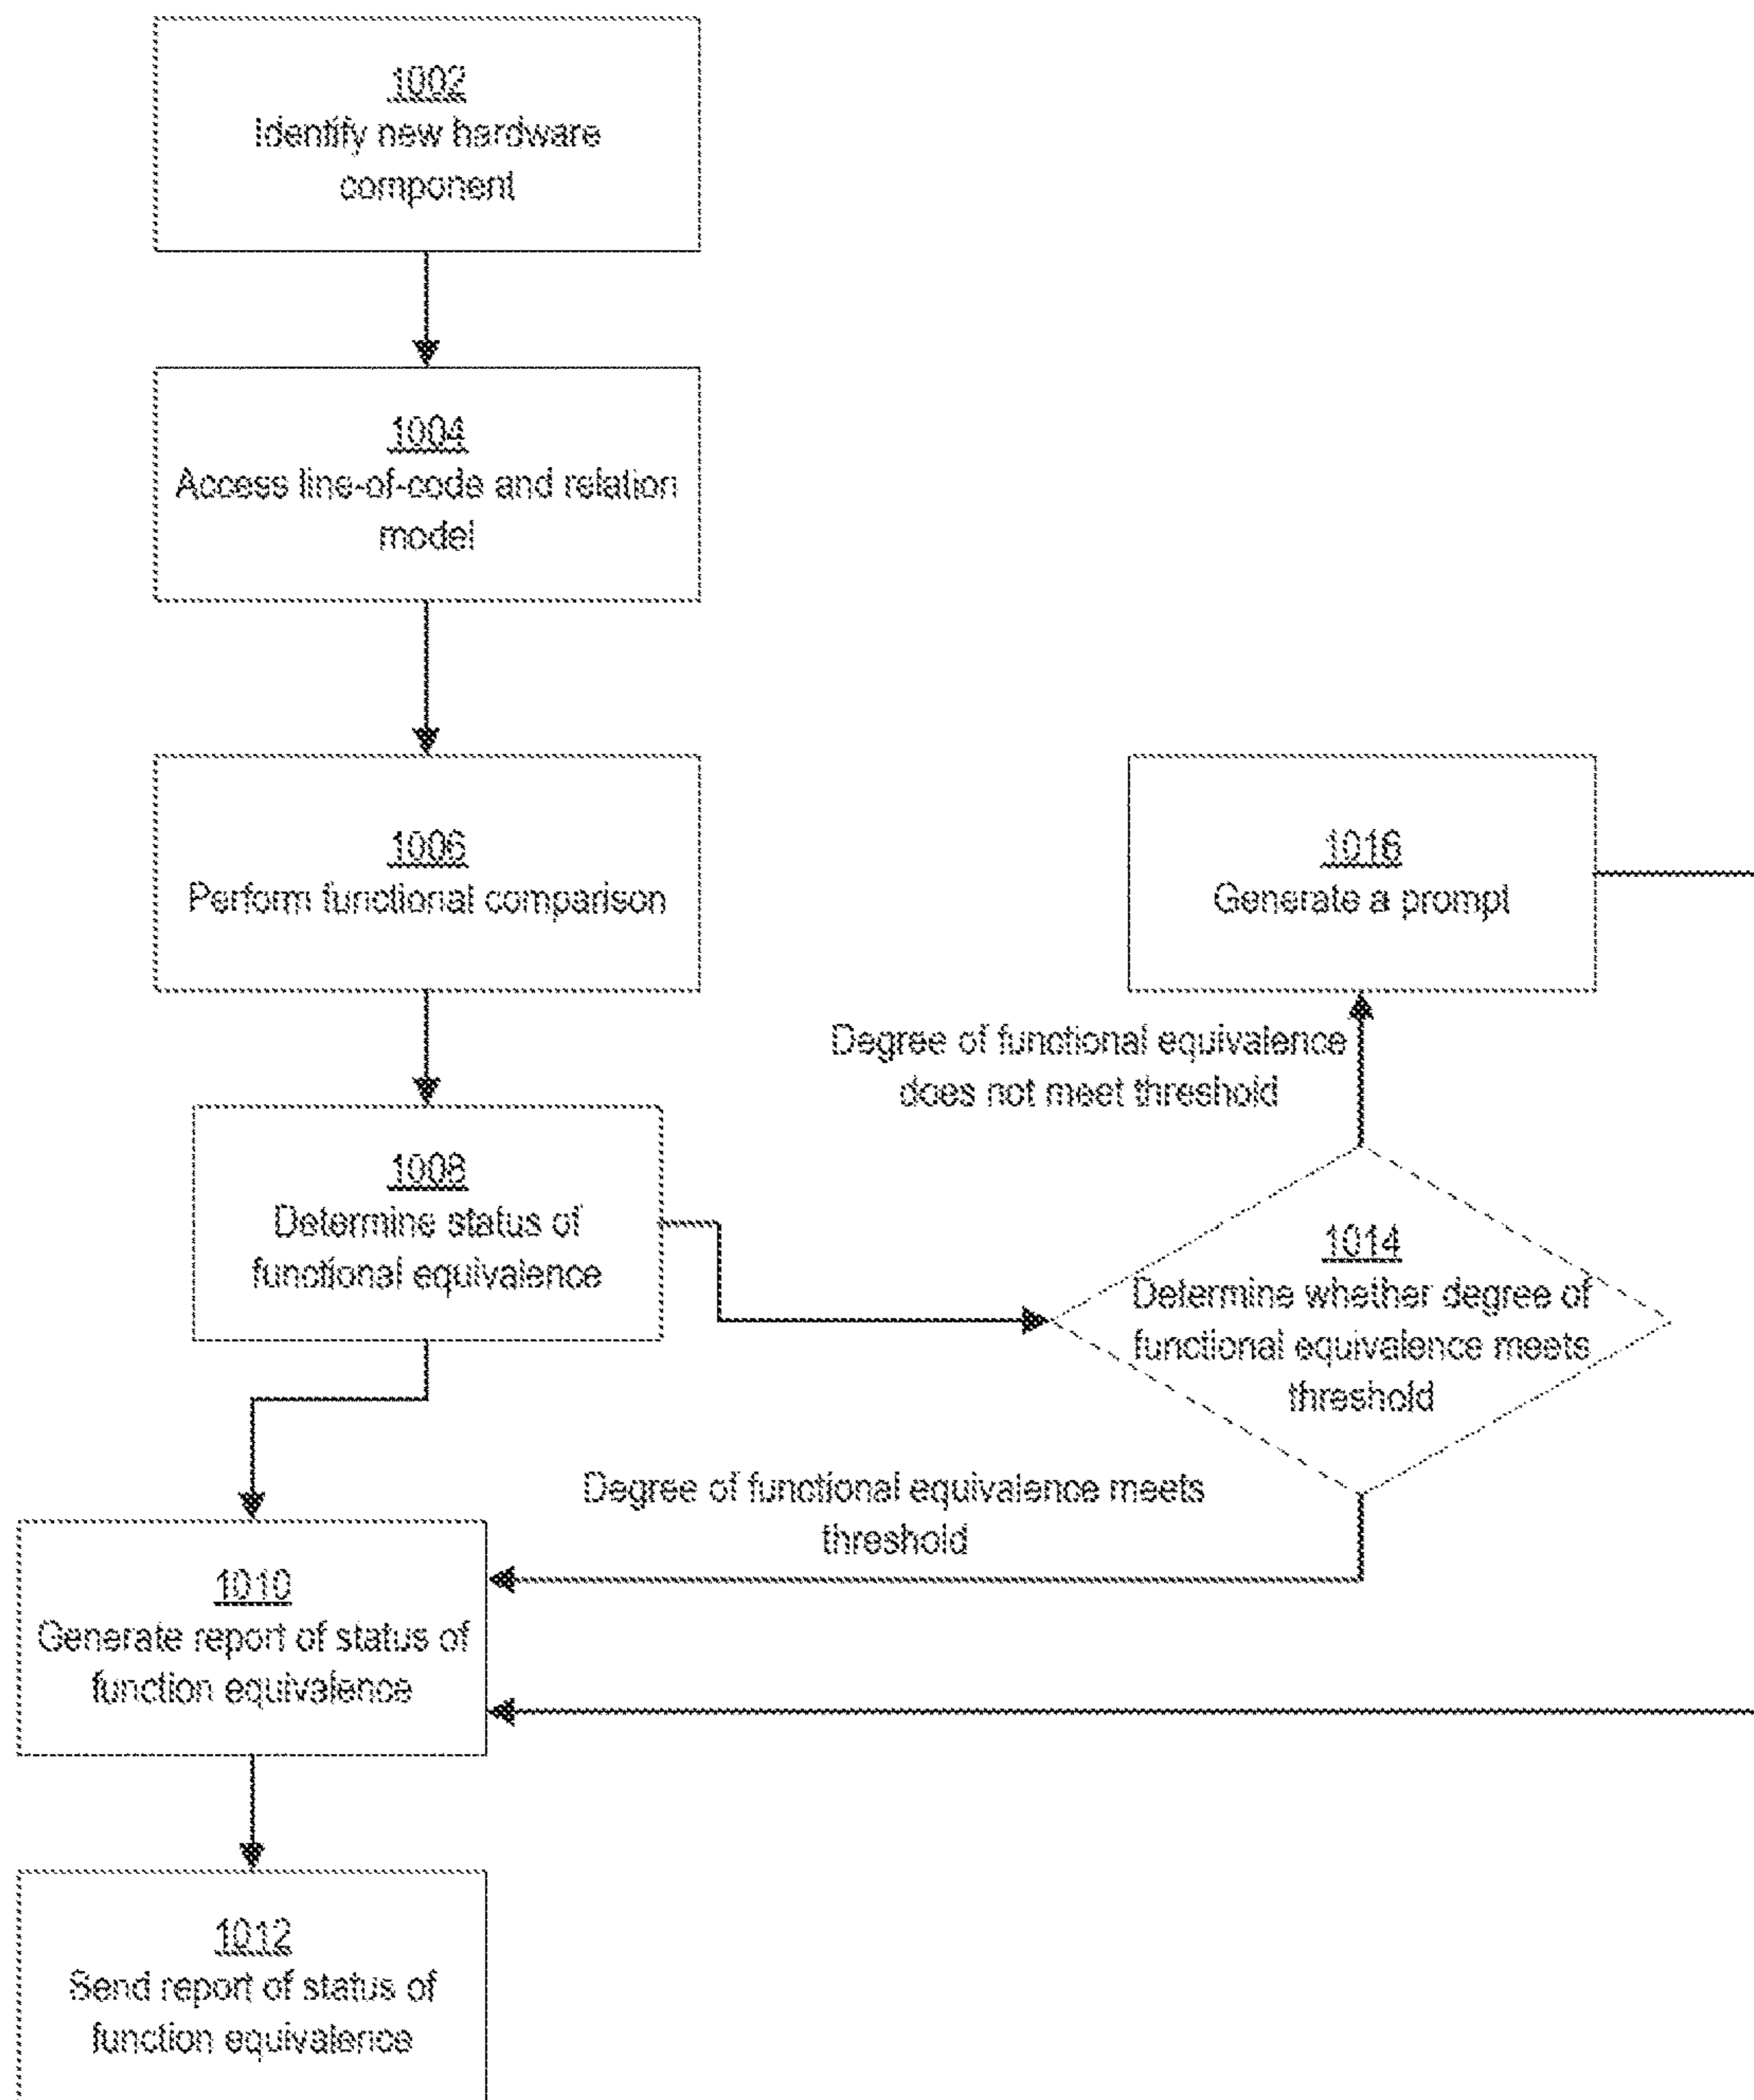 1002
Identify new hardware
component
1004
Access line-of-code and relation
model
1006
Perform functional comparison
1016
Generate a prompt
Degree of functional equivalence
does not meet threshold
1008
Determine status of
functional equivalence
1014
Determine whether degree of
functional equivalence meets
threshold
Degree of functional equivalence meets
threshold
1010
Generate report of status of
function equivalence
1012
Send report of status of
function equivalence